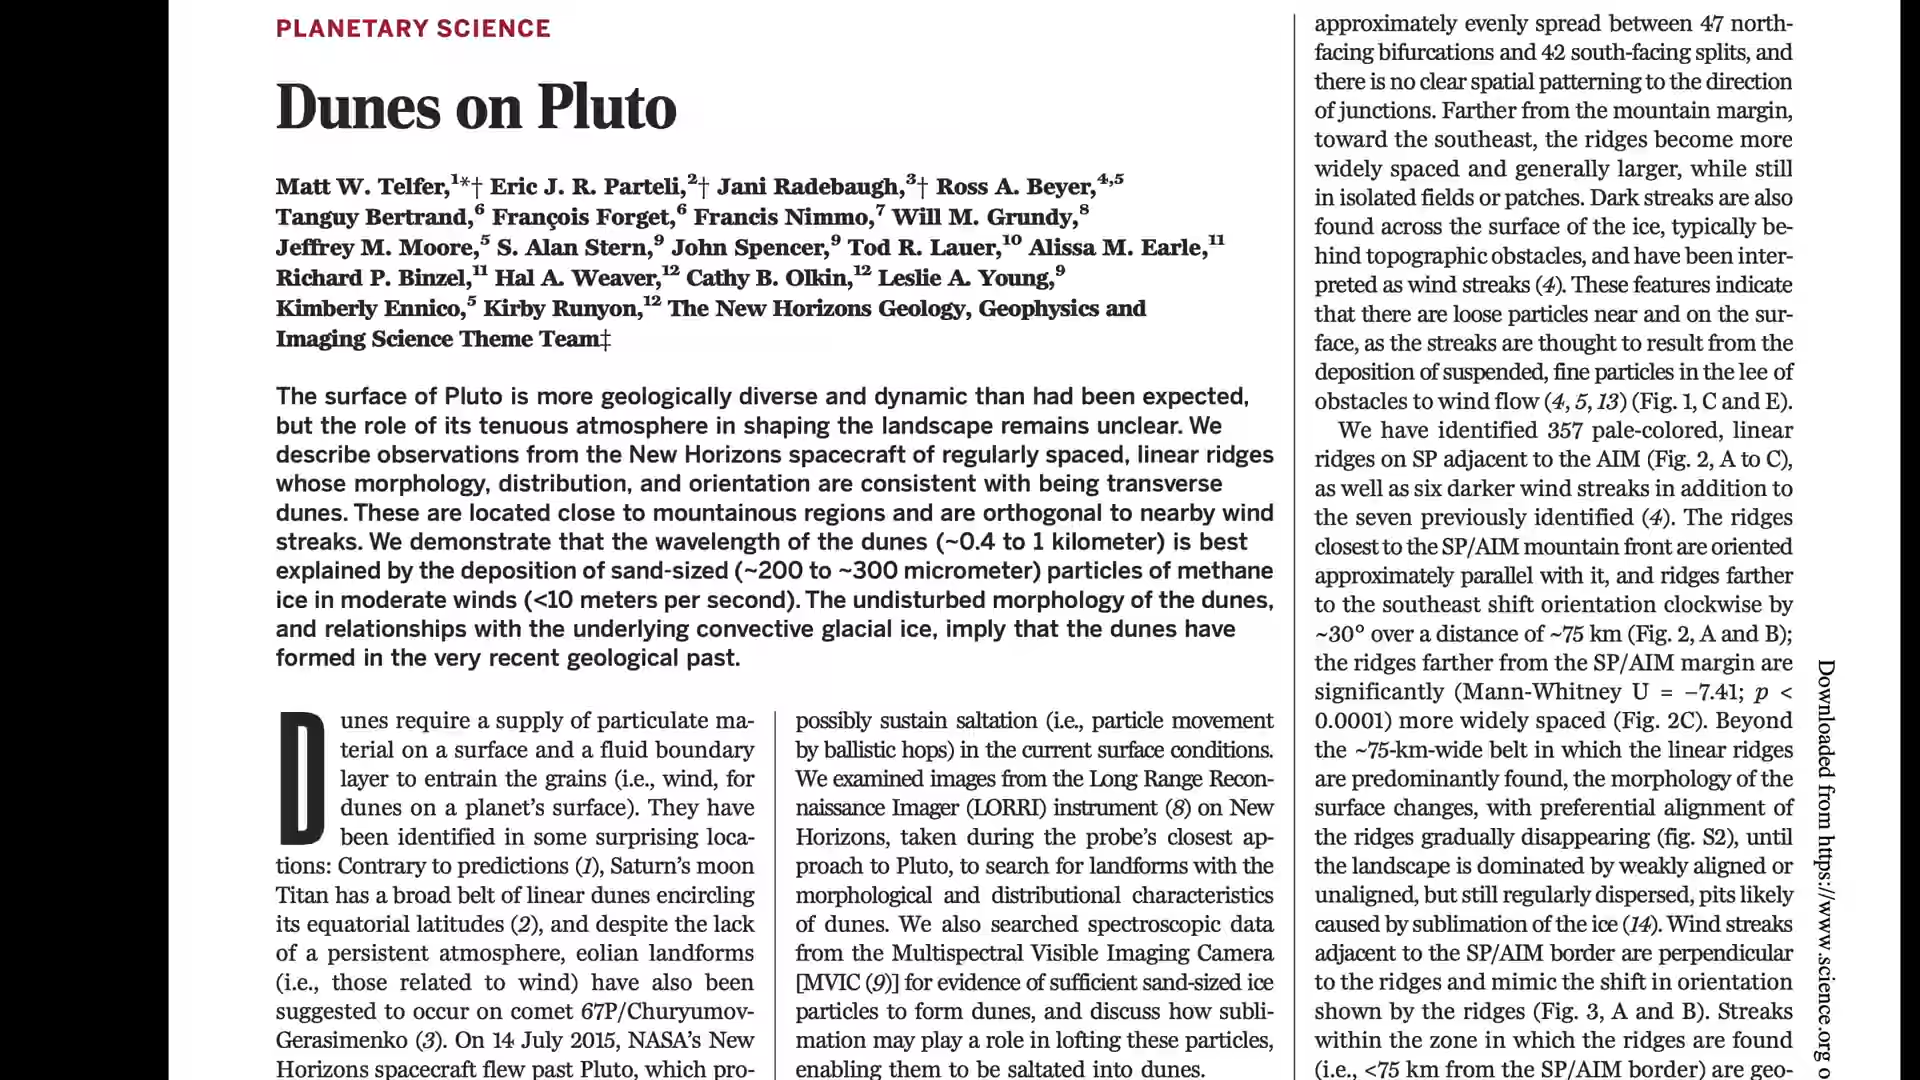 PLANETARY SCIENCE
Dunes on Pluto
Matt W. Telfer,¹*† Eric J. R. Parteli,²† Jani Radebaugh,³† Ross A. Beyer,⁴,⁵
Tanguy Bertrand,⁶ François Forget,⁶ Francis Nimmo,⁷ Will M. Grundy,⁸
Jeffrey M. Moore,⁵ S. Alan Stern,⁹ John Spencer,⁹ Tod R. Lauer,¹⁰ Alissa M. Earle,¹¹
Richard P. Binzel,¹¹ Hal A. Weaver,¹² Cathy B. Olkin,¹² Leslie A. Young,⁹
Kimberly Ennico,⁵ Kirby Runyon,¹² The New Horizons Geology, Geophysics and
Imaging Science Theme Team‡
The surface of Pluto is more geologically diverse and dynamic than had been expected,
but the role of its tenuous atmosphere in shaping the landscape remains unclear. We
describe observations from the New Horizons spacecraft of regularly spaced, linear ridges
whose morphology, distribution, and orientation are consistent with being transverse
dunes. These are located close to mountainous regions and are orthogonal to nearby wind
streaks. We demonstrate that the wavelength of the dunes (~0.4 to 1 kilometer) is best
explained by the deposition of sand-sized (~200 to ~300 micrometer) particles of methane
ice in moderate winds (<10 meters per second). The undisturbed morphology of the dunes,
and relationships with the underlying convective glacial ice, imply that the dunes have
formed in the very recent geological past.
Dunes require a supply of particulate ma-
terial on a surface and a fluid boundary
layer to entrain the grains (i.e., wind, for
dunes on a planet's surface). They have
been identified in some surprising loca-
tions: Contrary to predictions (1), Saturn's moon
Titan has a broad belt of linear dunes encircling
its equatorial latitudes (2), and despite the lack
of a persistent atmosphere, eolian landforms
(i.e., those related to wind) have also been
suggested to occur on comet 67P/Churyumov-
Gerasimenko (3). On 14 July 2015, NASA's New
Horizons spacecraft flew past Pluto, which pro-
possibly sustain saltation (i.e., particle movement
by ballistic hops) in the current surface conditions.
We examined images from the Long Range Recon-
naissance Imager (LORRI) instrument (8) on New
Horizons, taken during the probe's closest ap-
proach to Pluto, to search for landforms with the
morphological and distributional characteristics
of dunes. We also searched spectroscopic data
from the Multispectral Visible Imaging Camera
[MVIC (9)] for evidence of sufficient sand-sized ice
particles to form dunes, and discuss how subli-
mation may play a role in lofting these particles,
enabling them to be saltated into dunes.
approximately evenly spread between 47 north-
facing bifurcations and 42 south-facing splits, and
there is no clear spatial patterning to the direction
of junctions. Farther from the mountain margin,
toward the southeast, the ridges become more
widely spaced and generally larger, while still
in isolated fields or patches. Dark streaks are also
found across the surface of the ice, typically be-
hind topographic obstacles, and have been inter-
preted as wind streaks (4). These features indicate
that there are loose particles near and on the sur-
face, as the streaks are thought to result from the
deposition of suspended, fine particles in the lee of
obstacles to wind flow (4, 5, 13) (Fig. 1, C and E).
We have identified 357 pale-colored, linear
ridges on SP adjacent to the AIM (Fig. 2, A to C),
as well as six darker wind streaks in addition to
the seven previously identified (4). The ridges
closest to the SP/AIM mountain front are oriented
approximately parallel with it, and ridges farther
to the southeast shift orientation clockwise by
~30° over a distance of ~75 km (Fig. 2, A and B);
the ridges farther from the SP/AIM margin are
significantly (Mann-Whitney U = −7.41; p <
0.0001) more widely spaced (Fig. 2C). Beyond
the ~75-km-wide belt in which the linear ridges
are predominantly found, the morphology of the
surface changes, with preferential alignment of
the ridges gradually disappearing (fig. S2), until
the landscape is dominated by weakly aligned or
unaligned, but still regularly dispersed, pits likely
caused by sublimation of the ice (14). Wind streaks
adjacent to the SP/AIM border are perpendicular
to the ridges and mimic the shift in orientation
shown by the ridges (Fig. 3, A and B). Streaks
within the zone in which the ridges are found
(i.e., <75 km from the SP/AIM border) are geo-
Downloaded from https://www.science.org o